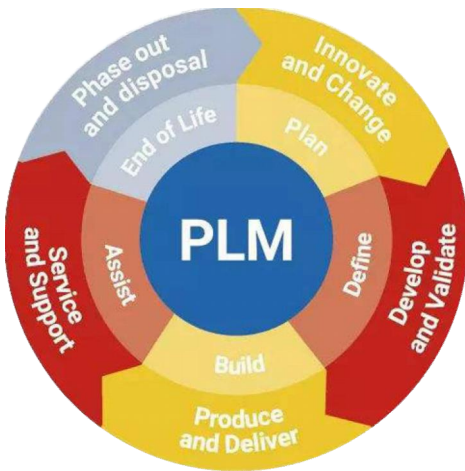 Phase out
and disposal
Innovate
and Change
End of Life
Plan
PLM
Assist
Define
Service
and Support
Develop
and Validate
Build
Produce
and Deliver